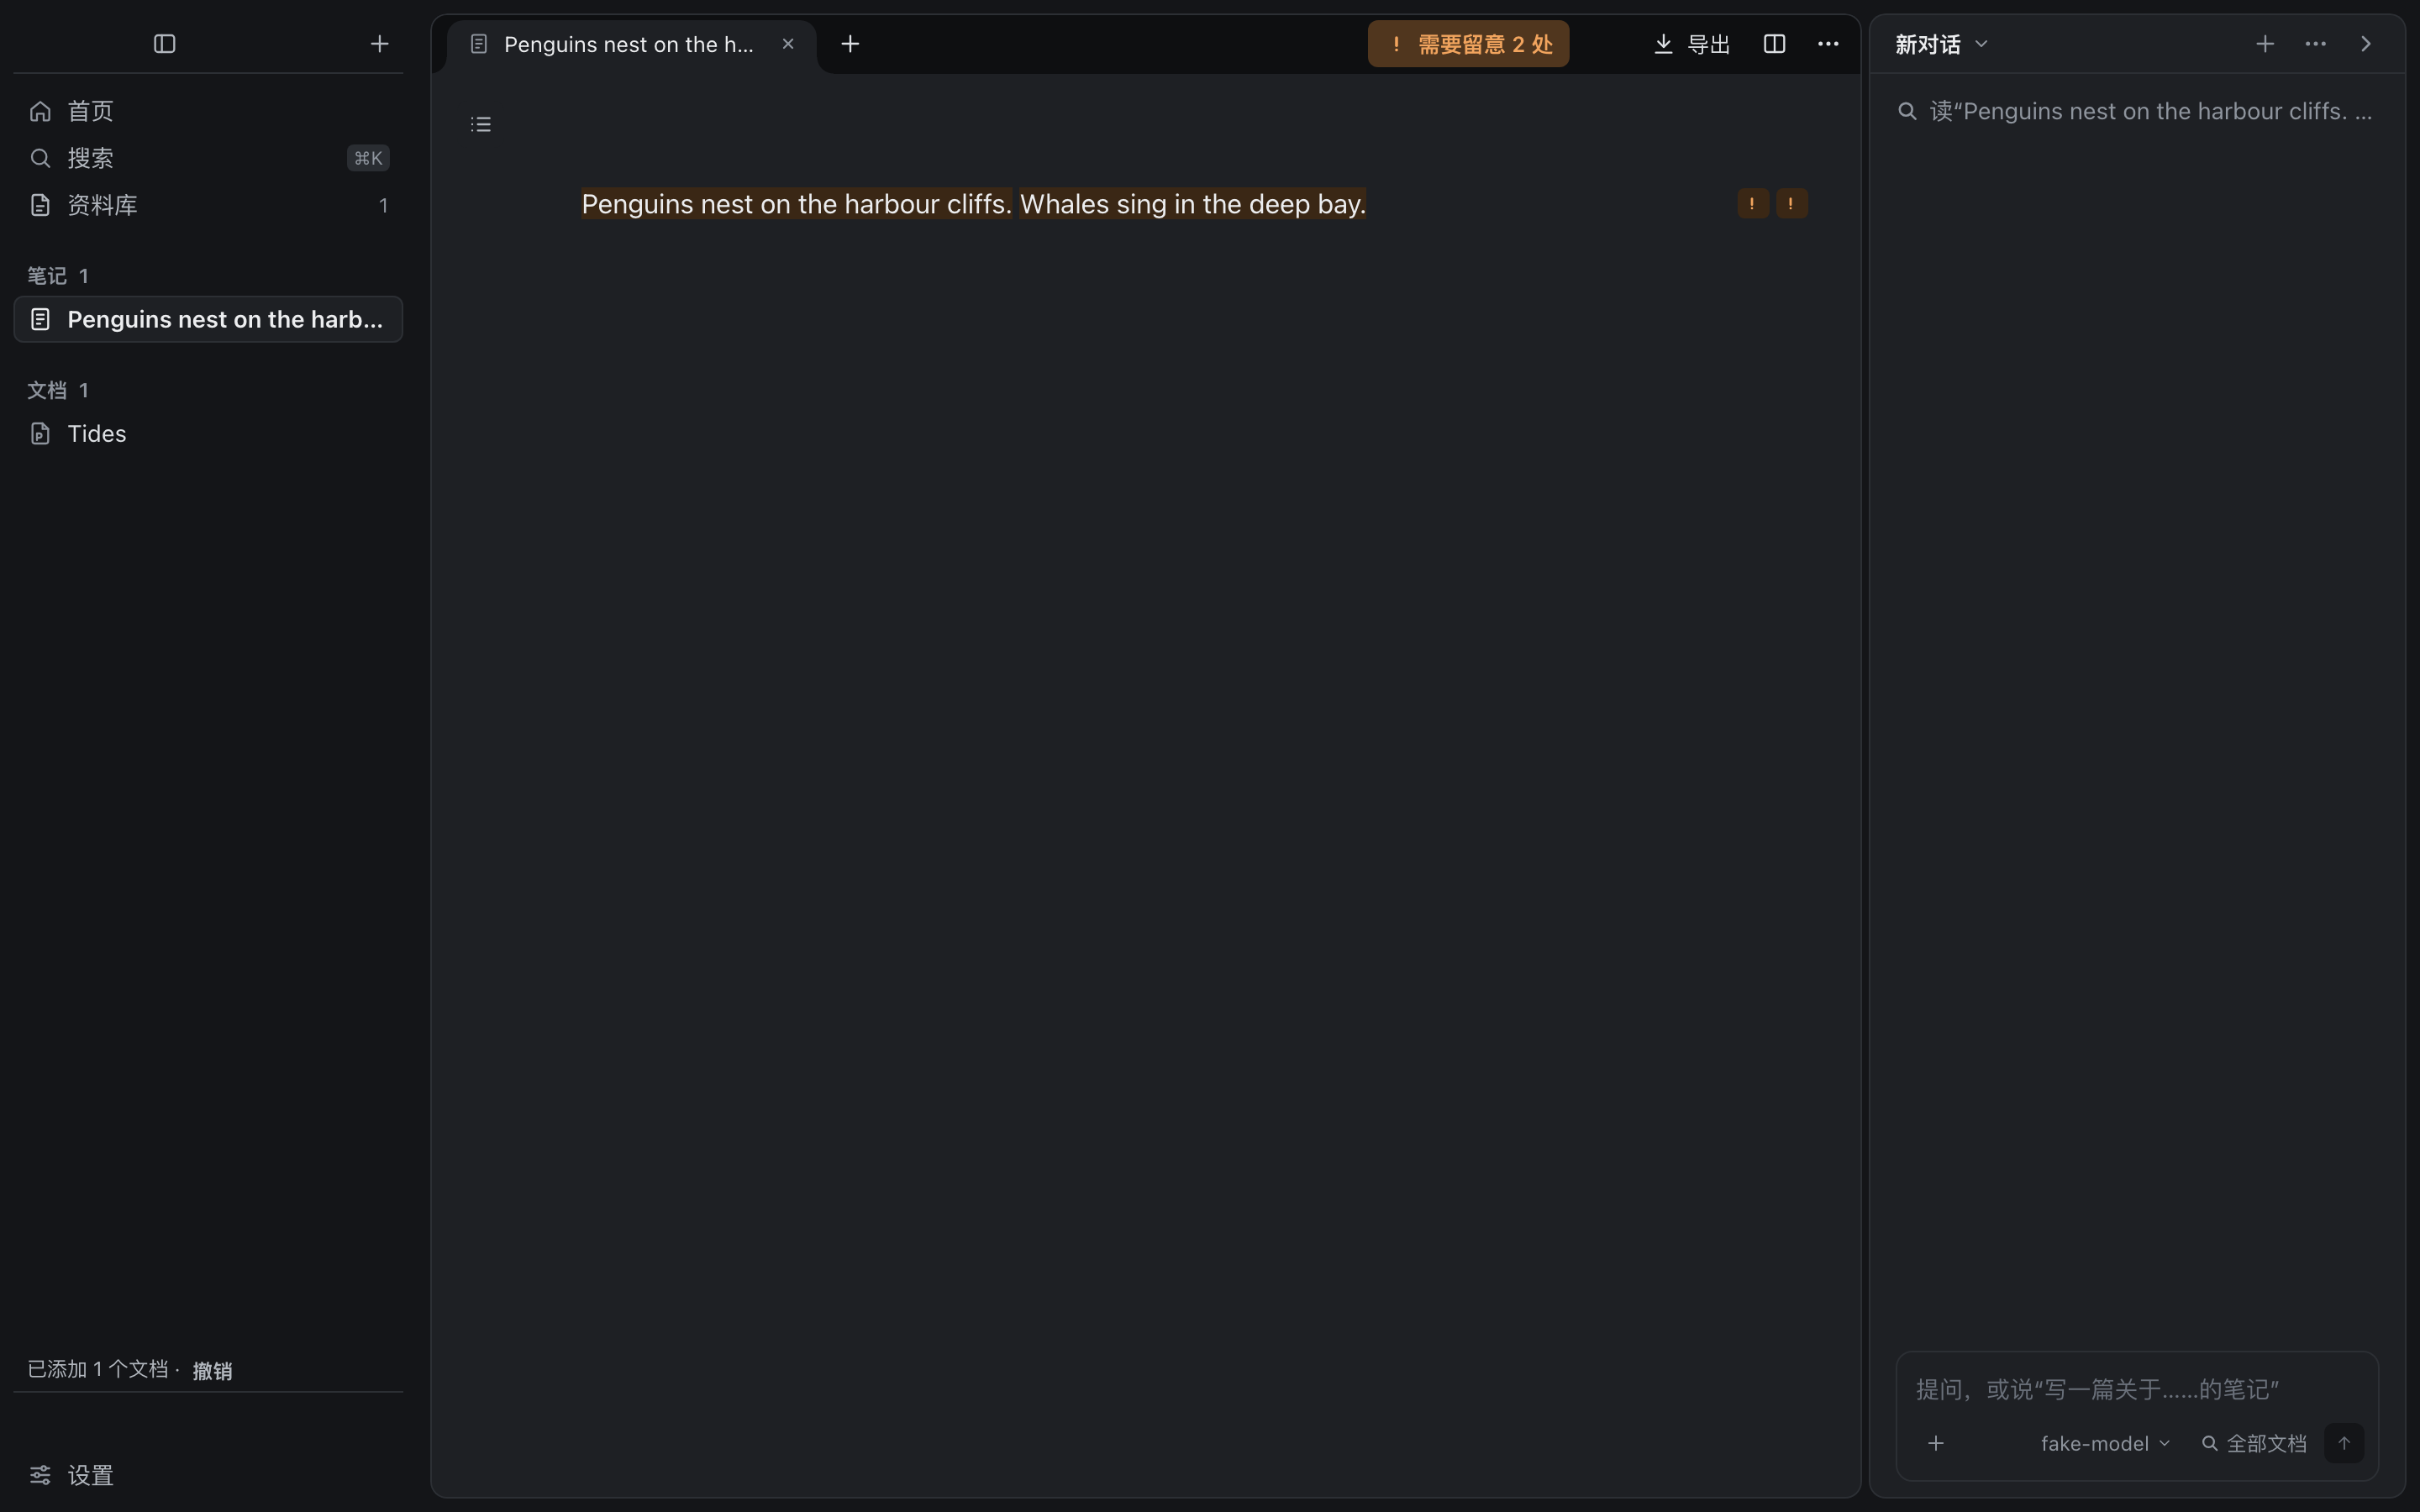 首页
搜索 ⌘K
资料库 1
笔记 1
Penguins nest on the harb...
文档 1
Tides
已添加 1 个文档 · 撤销
设置
Penguins nest on the h...
! 需要留意 2 处
导出
Penguins nest on the harbour cliffs. Whales sing in the deep bay.
! !
新对话
读“Penguins nest on the harbour cliffs. ...
提问，或说“写一篇关于……的笔记”
fake-model 全部文档